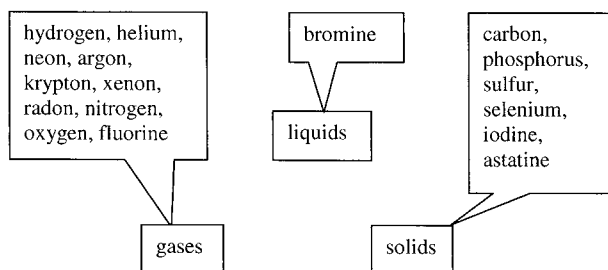 hydrogen, helium,
neon, argon,
krypton, xenon,
radon, nitrogen,
oxygen, fluorine
gases
bromine
liquids
carbon,
phosphorus,
sulfur,
selenium,
iodine,
astatine
solids